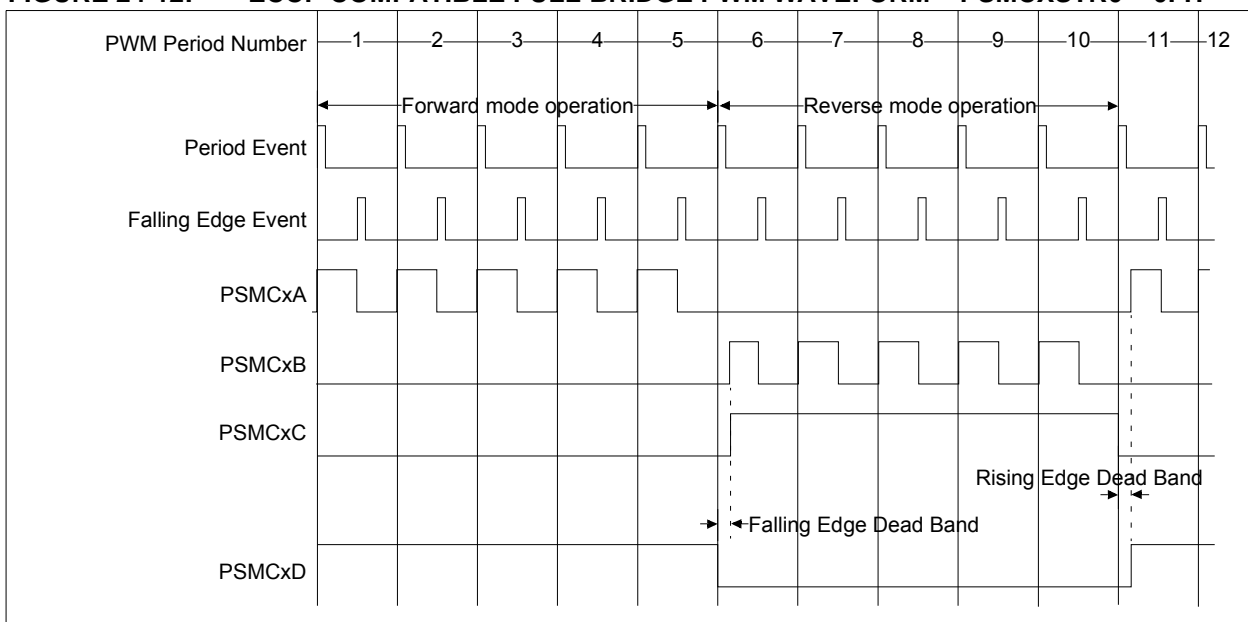 PWM Period Number 1 2 3 4 5 6 7 8 9 10 11 12
Forward mode operation Reverse mode operation
Period Event
Falling Edge Event
PSMCxA
PSMCxB
PSMCxC
Rising Edge Dead Band
Falling Edge Dead Band
PSMCxD